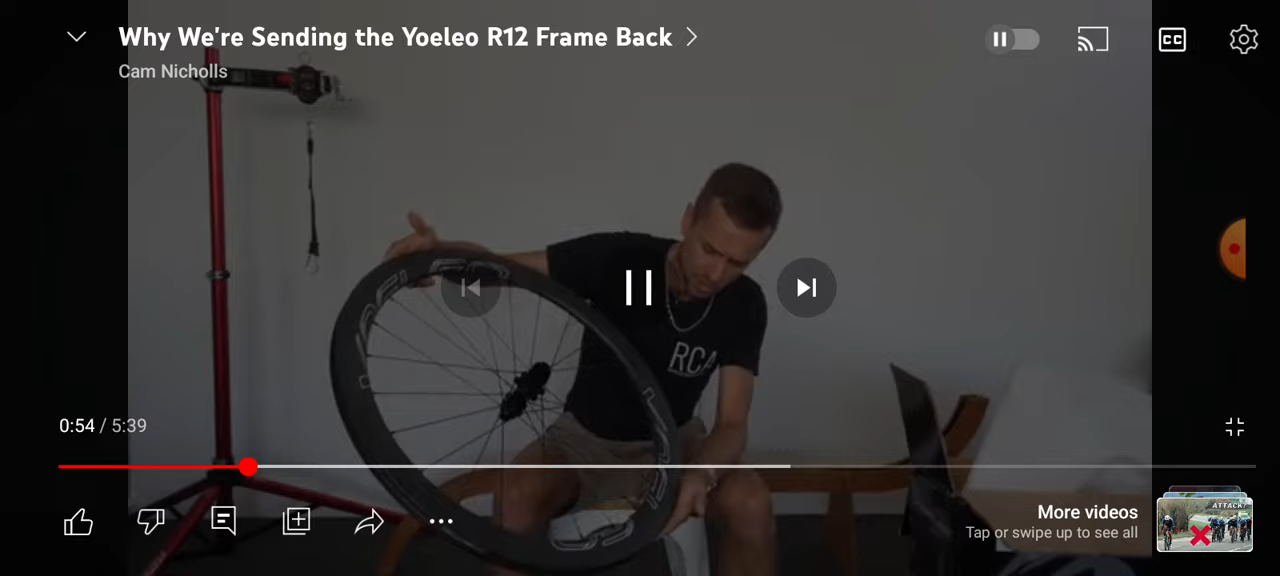 Why We're Sending the Yoeleo R12 Frame Back
Cam Nicholls
CC
RCA
0:54 / 5:39
More videos
Tap or swipe up to see all
ATTACK!